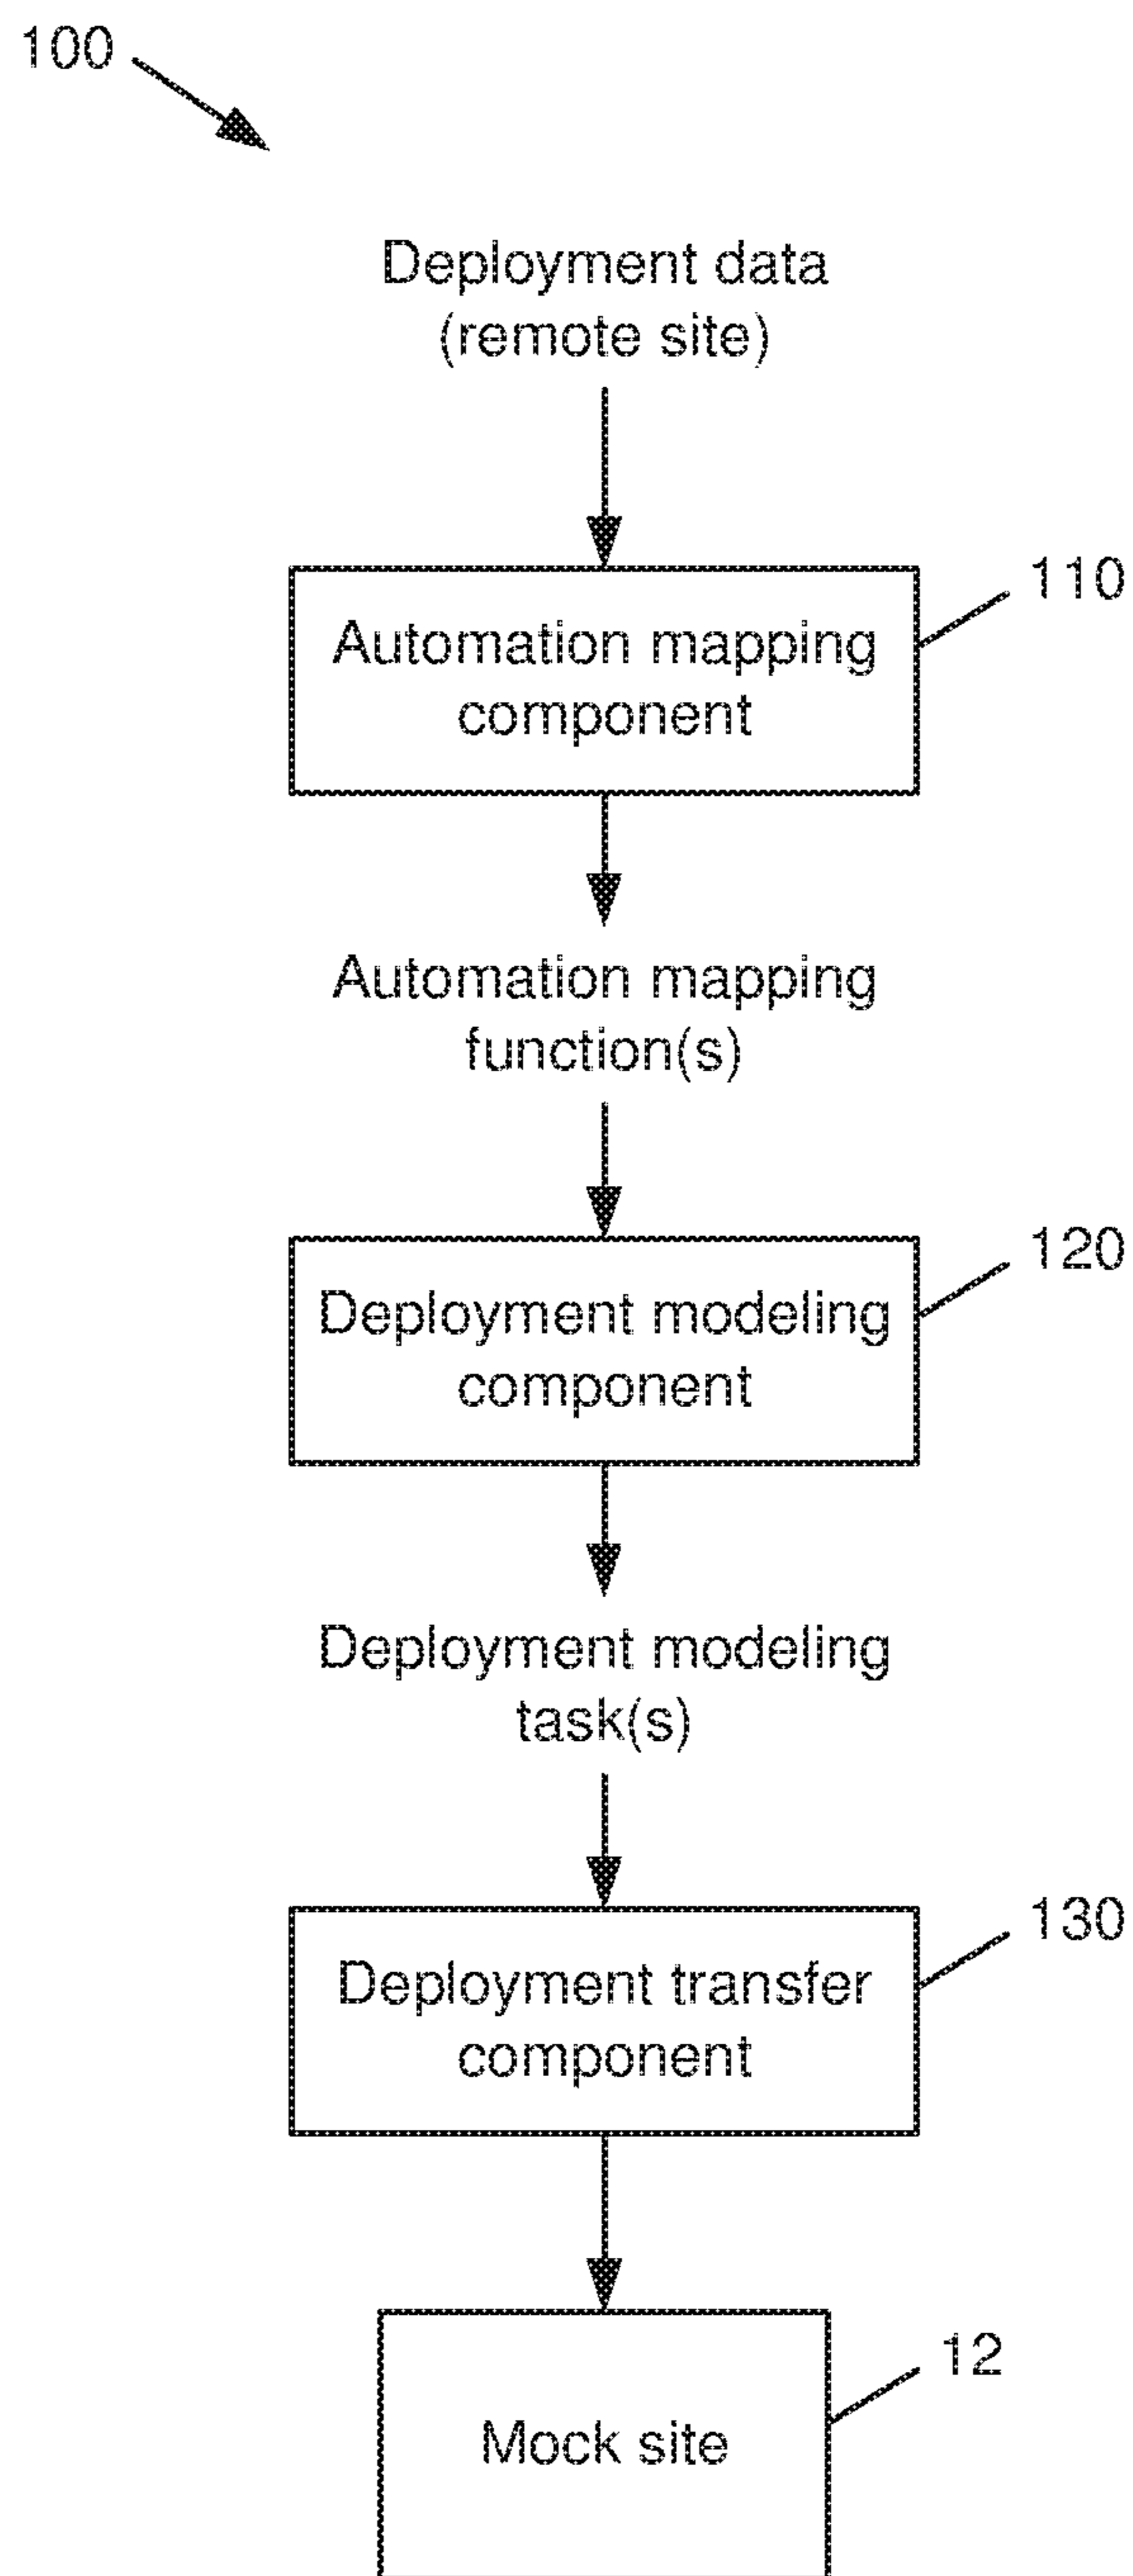 100
Deployment data
(remote site)
110
Automation mapping
component
Automation mapping
function(s)
120
Deployment modeling
component
Deployment modeling
task(s)
130
Deployment transfer
component
12
Mock site